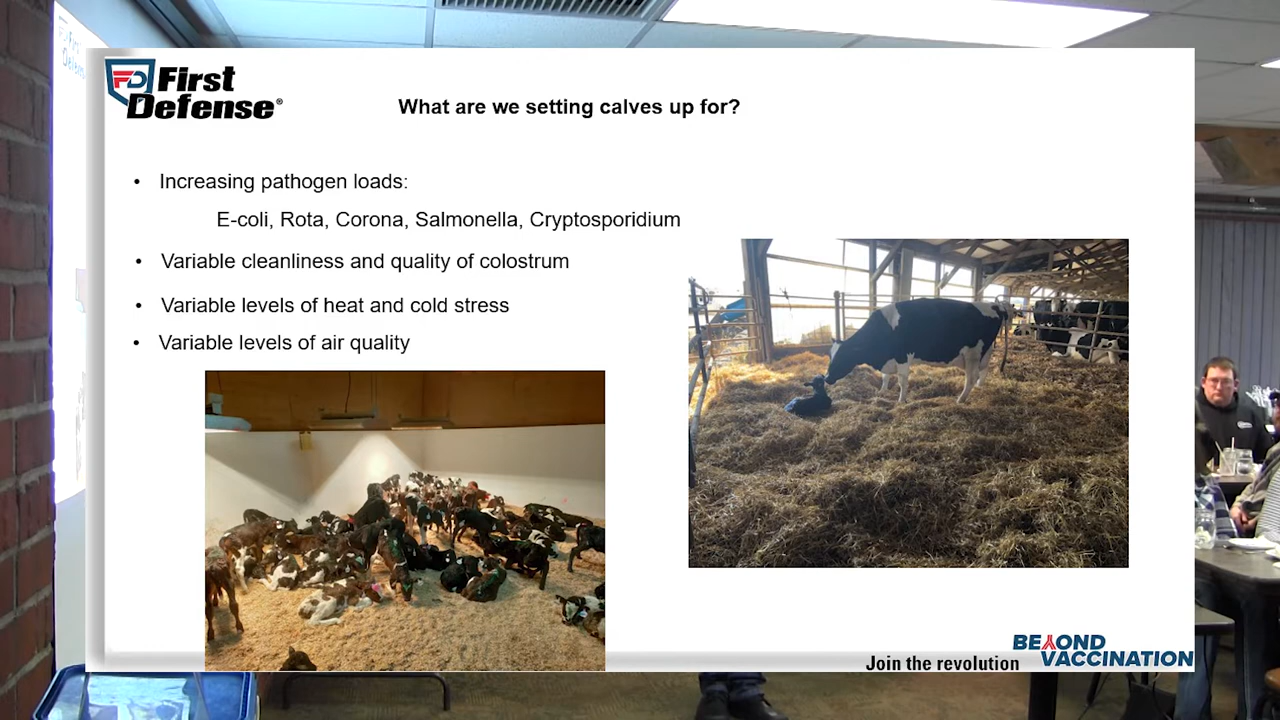 First
Defense®
What are we setting calves up for?
• Increasing pathogen loads:
E-coli, Rota, Corona, Salmonella, Cryptosporidium
• Variable cleanliness and quality of colostrum
• Variable levels of heat and cold stress
• Variable levels of air quality
Join the revolution
BEYOND
VACCINATION